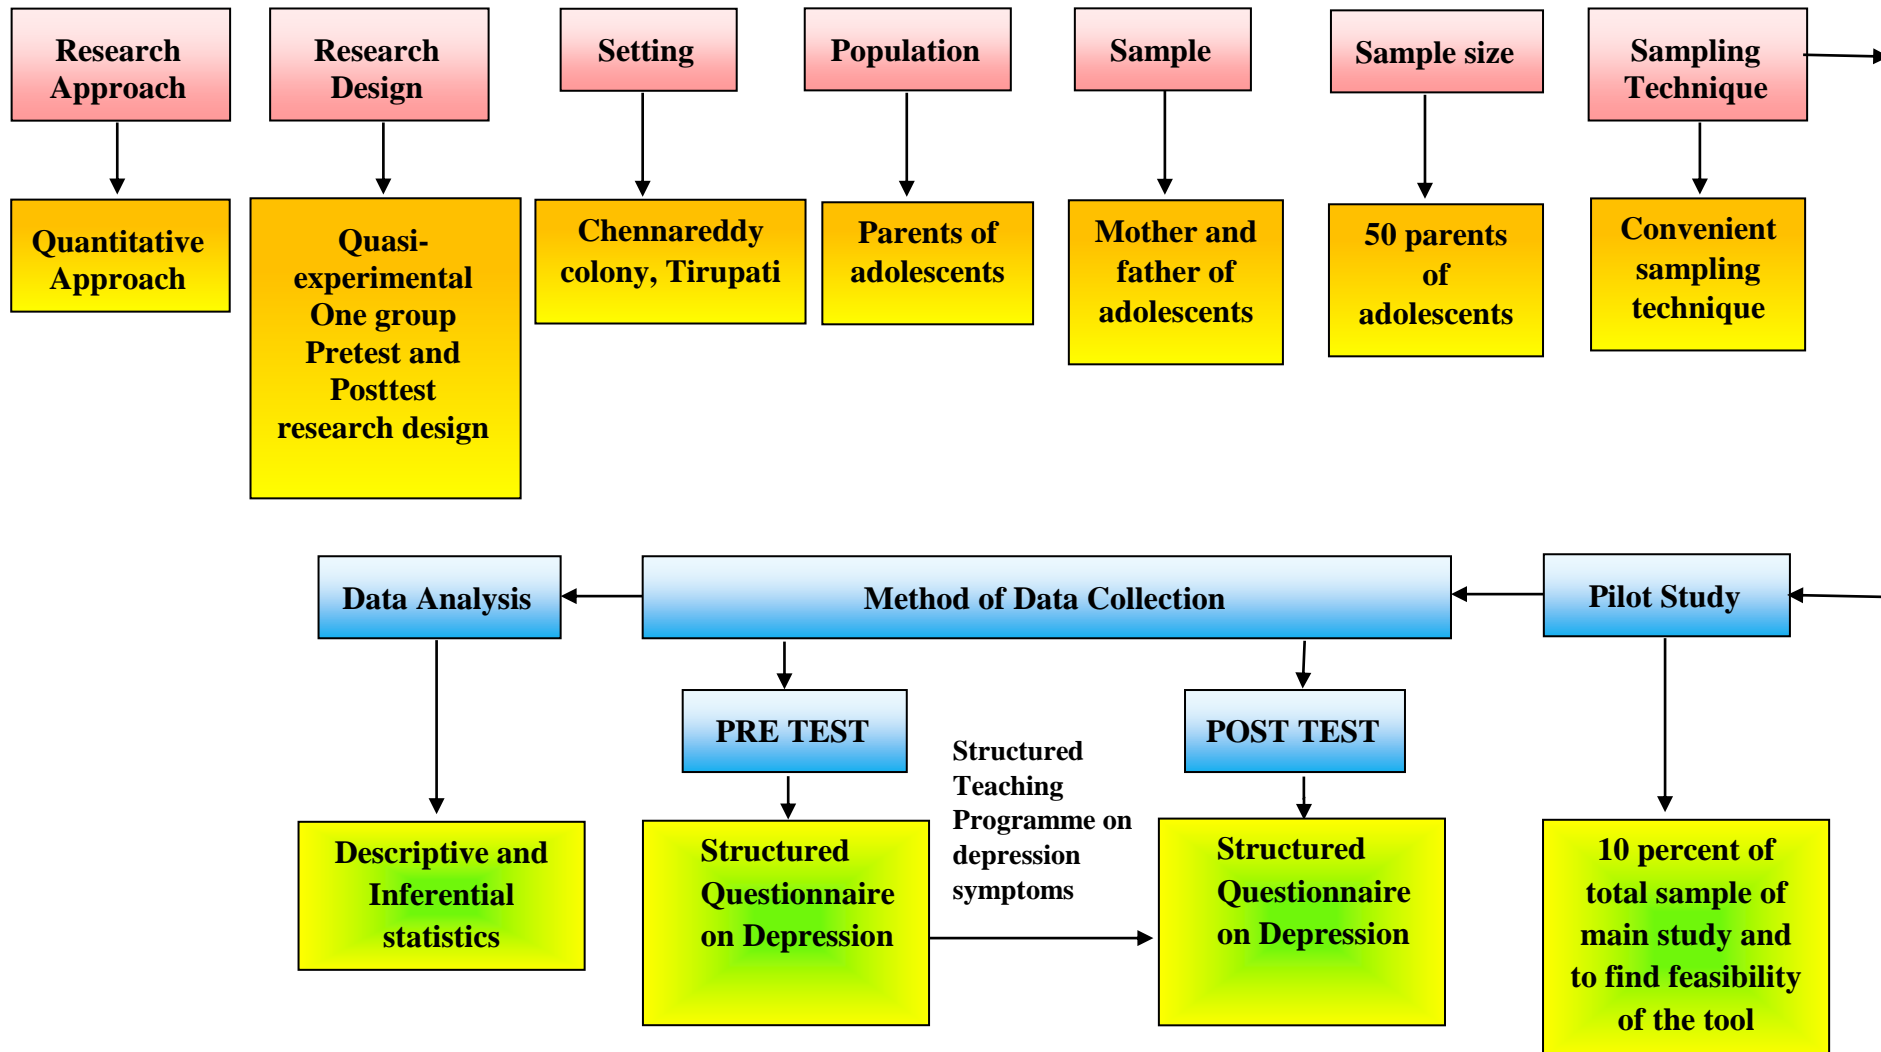 Research
Approach
Research
Design
Setting
Population
Sample
Sample size
Sampling
Technique
Quantitative
Approach
Quasi-
experimental
One group
Pretest and
Posttest
research design
Chennareddy
colony, Tirupati
Parents of
adolescents
Mother and
father of
adolescents
50 parents
of
adolescents
Convenient
sampling
technique
Data Analysis
Method of Data Collection
Pilot Study
PRE TEST
POST TEST
Structured
Teaching
Programme on
depression
symptoms
Descriptive and
Inferential
statistics
Structured
Questionnaire
on Depression
Structured
Questionnaire
on Depression
10 percent of
total sample of
main study and
to find feasibility
of the tool